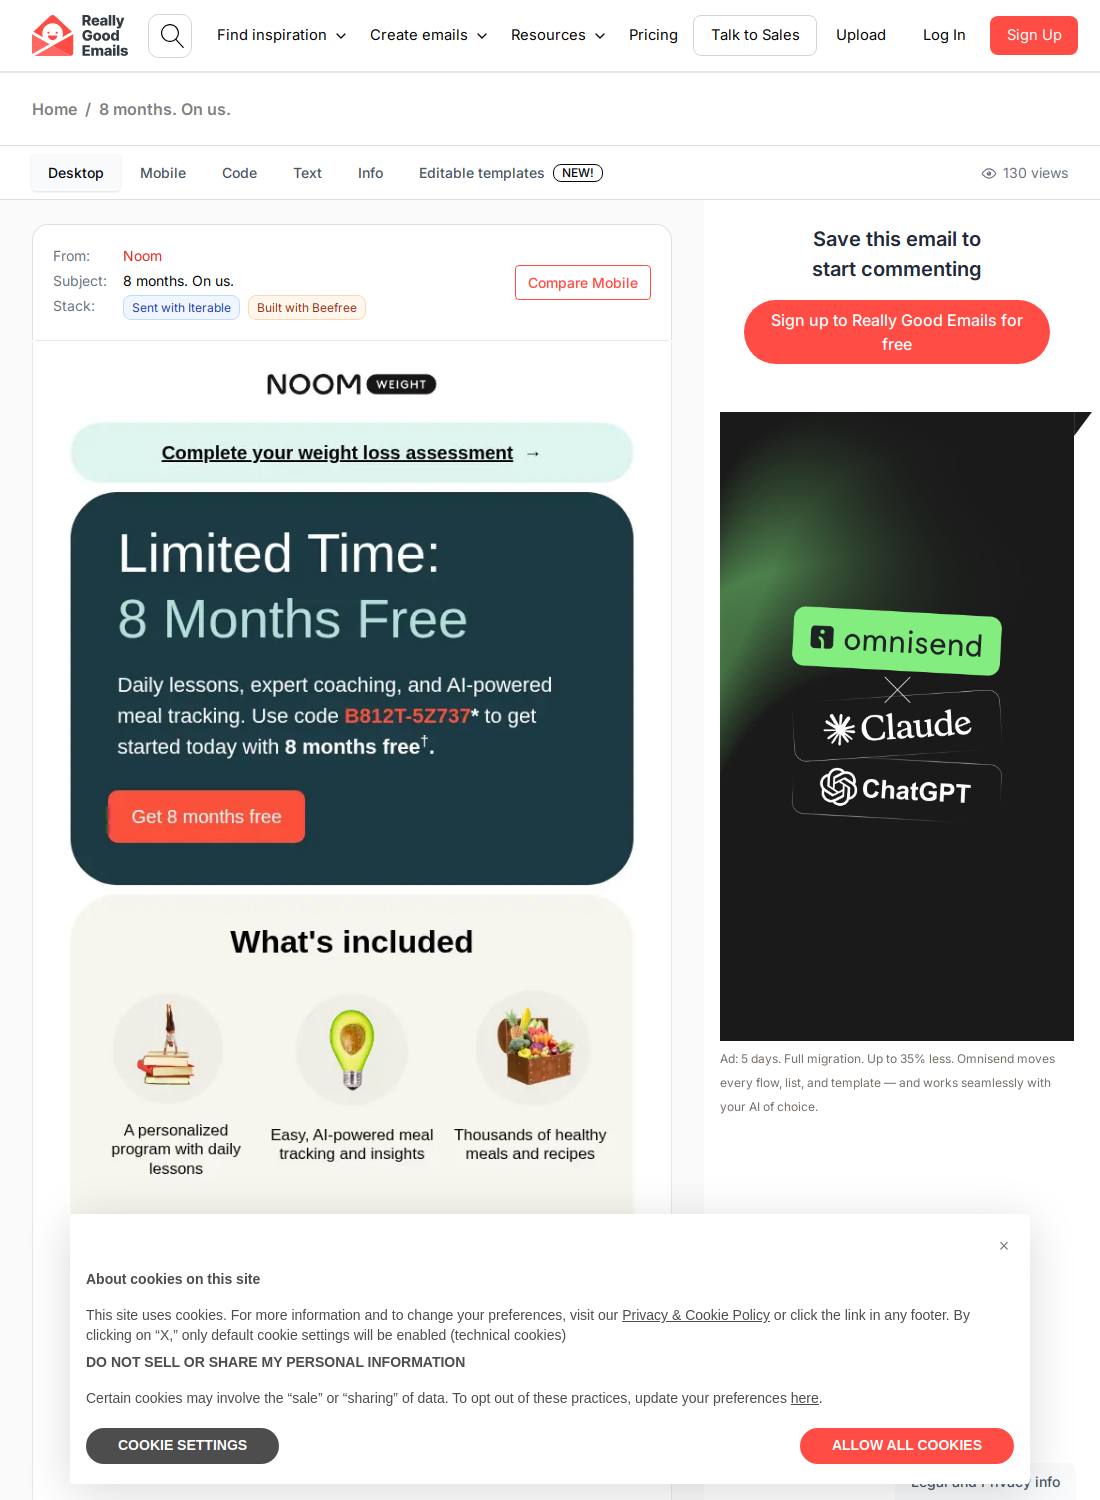 Really
Good
Emails
Find inspiration
Create emails
Resources
Pricing
Talk to Sales
Upload
Log In
Sign Up
Home / 8 months. On us.
Desktop
Mobile
Code
Text
Info
Editable templates NEW!
130 views
From: Noom
Subject: 8 months. On us.
Stack: Sent with Iterable Built with Beefree
Compare Mobile
NOOM WEIGHT
Complete your weight loss assessment →
Limited Time:
8 Months Free
Daily lessons, expert coaching, and AI-powered
meal tracking. Use code B812T-5Z737* to get
started today with 8 months free†.
Get 8 months free
What's included
A personalized
program with daily
lessons
Easy, AI-powered meal
tracking and insights
Thousands of healthy
meals and recipes
Save this email to
start commenting
Sign up to Really Good Emails for
free
omnisend
Claude
ChatGPT
Ad: 5 days. Full migration. Up to 35% less. Omnisend moves
every flow, list, and template — and works seamlessly with
your AI of choice.
×
About cookies on this site
This site uses cookies. For more information and to change your preferences, visit our Privacy & Cookie Policy or click the link in any footer. By
clicking on “X,” only default cookie settings will be enabled (technical cookies)
DO NOT SELL OR SHARE MY PERSONAL INFORMATION
Certain cookies may involve the “sale” or “sharing” of data. To opt out of these practices, update your preferences here.
COOKIE SETTINGS
ALLOW ALL COOKIES
Legal and Privacy info